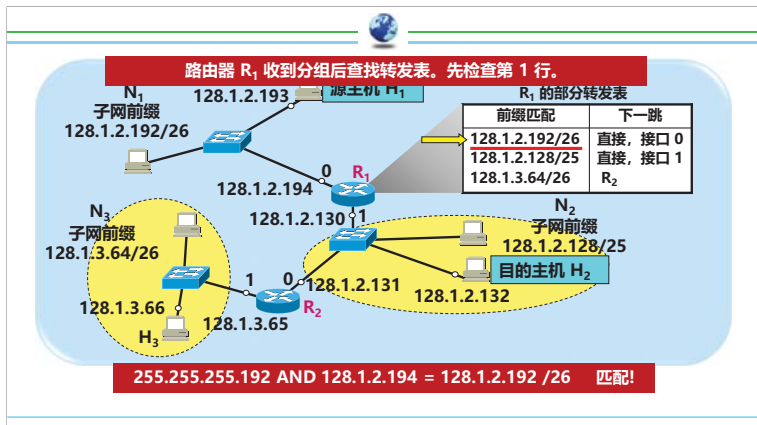 路由器 R1 收到分组后查找转发表。先检查第 1 行。
N1
子网前缀
128.1.2.192/26
128.1.2.193
源主机 H1
R1 的部分转发表
前缀匹配 下一跳
128.1.2.192/26 直接，接口 0
128.1.2.128/25 直接，接口 1
128.1.3.64/26 R2
0
R1
128.1.2.194
128.1.2.130
1
N3
子网前缀
128.1.3.64/26
N2
子网前缀
128.1.2.128/25
目的主机 H2
1
0
128.1.2.131
128.1.2.132
128.1.3.66
R2
128.1.3.65
H3
255.255.255.192 AND 128.1.2.194 = 128.1.2.192 /26 匹配!